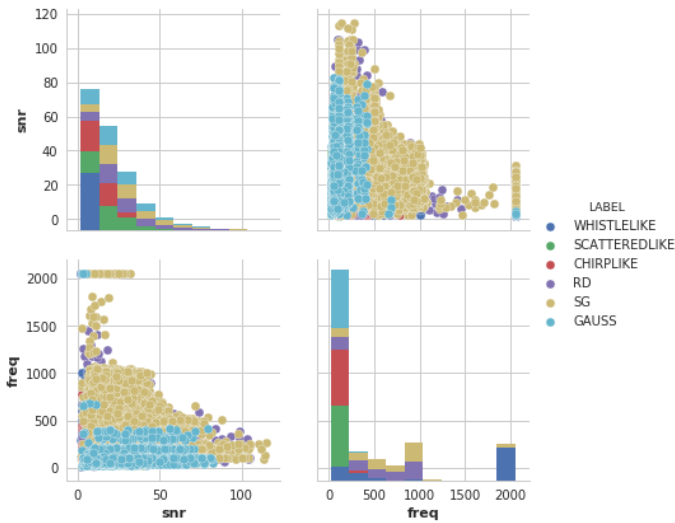 120
100
80
60
40
20
0
snr
LABEL
WHISTLELIKE
SCATTEREDLIKE
CHIRPLIKE
RD
SG
GAUSS
2000
1500
1000
500
0
freq
0 50 100
snr
0 500 1000 1500 2000
freq